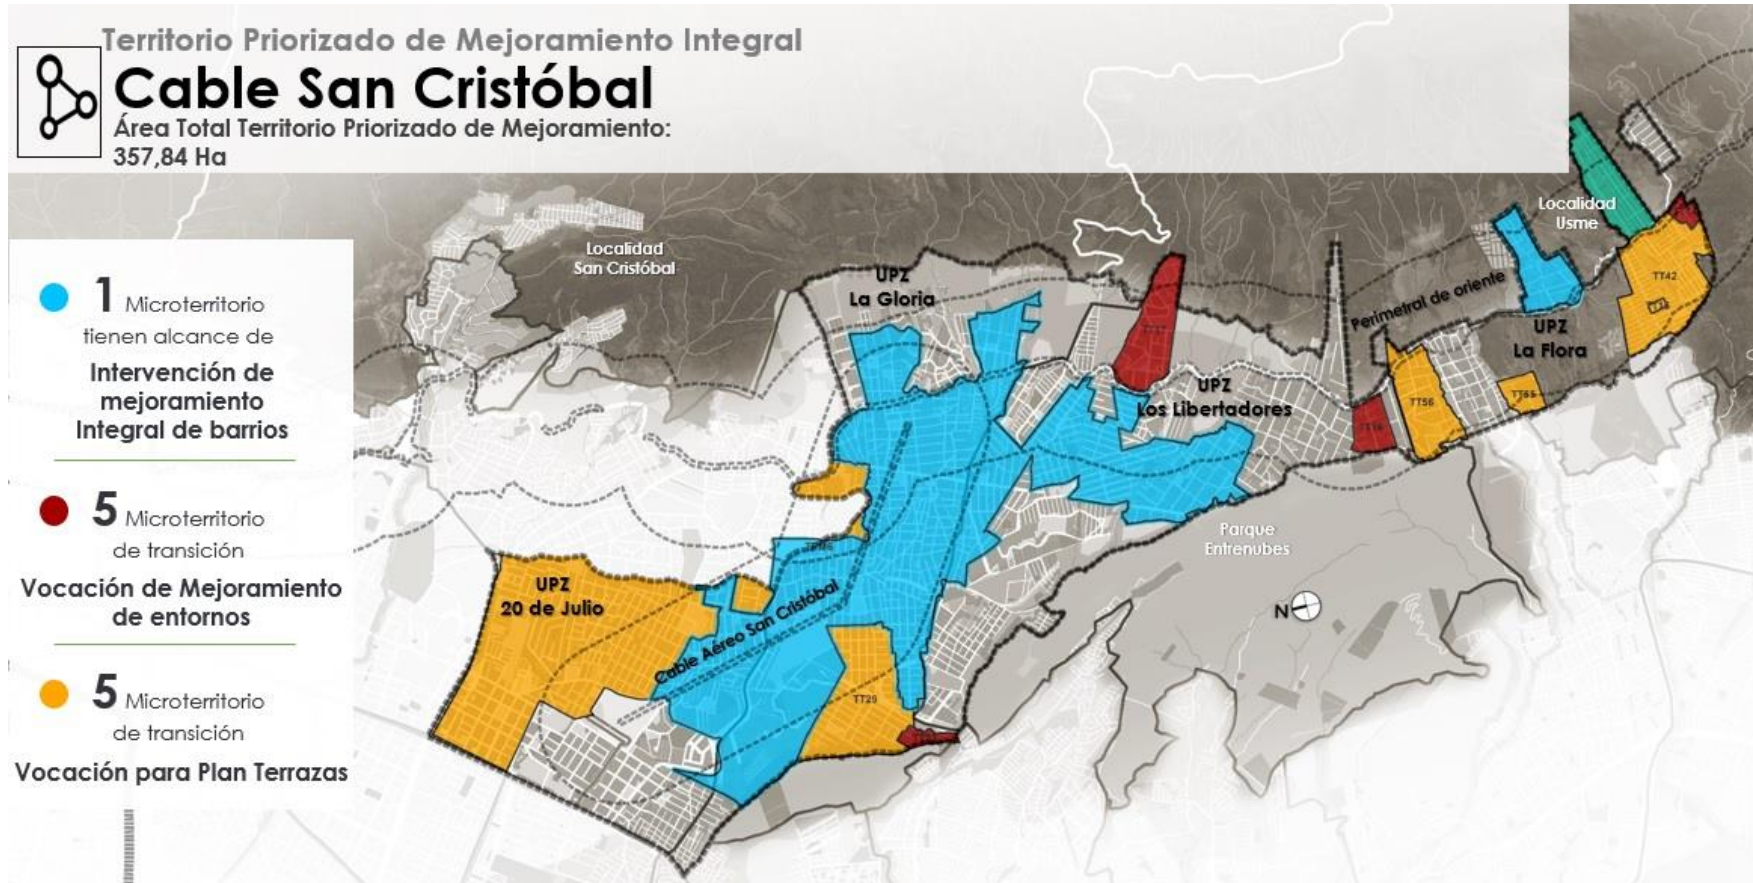 Territorio Priorizado de Mejoramiento Integral
Cable San Cristóbal
Área Total Territorio Priorizado de Mejoramiento:
357,84 Ha
1 Microterritorio
tienen alcance de
Intervención de
mejoramiento
Integral de barrios
5 Microterritorio
de transición
Vocación de Mejoramiento
de entornos
5 Microterritorio
de transición
Vocación para Plan Terrazas
Localidad
San Cristóbal
UPZ
La Gloria
UPZ
Los Libertadores
Perimetral de oriente
Localidad
Usme
TT42
UPZ
La Flora
TT56
TT55
Parque
Entrenubes
N
UPZ
20 de Julio
Cable Aéreo San Cristóbal
TT29